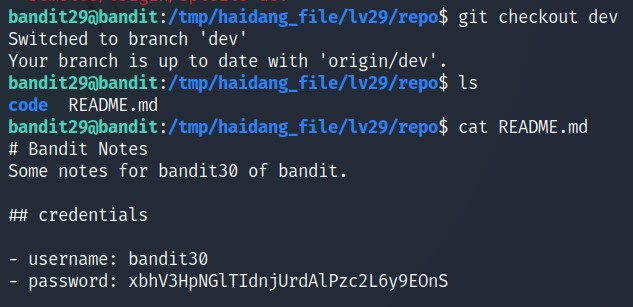 bandit29@bandit:/tmp/haidang_file/lv29/repo$ git checkout dev
Switched to branch 'dev'
Your branch is up to date with 'origin/dev'.
bandit29@bandit:/tmp/haidang_file/lv29/repo$ ls
code README.md
bandit29@bandit:/tmp/haidang_file/lv29/repo$ cat README.md
# Bandit Notes
Some notes for bandit30 of bandit.
## credentials
- username: bandit30
- password: xbhV3HpNGlTIdnjUrdAlPzc2L6y9EOnS